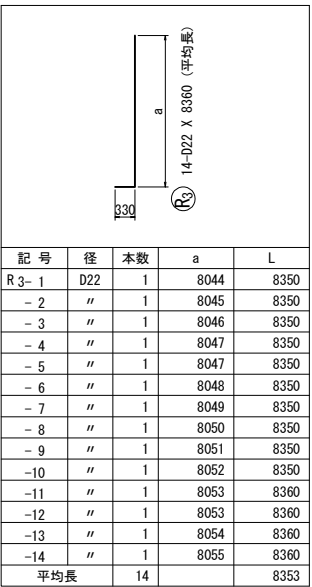 a
14-D22 X 8360 (平均長)
R3
330
記 号 径 本数 a L
R 3- 1 D22 1 8044 8350
- 2 〃 1 8045 8350
- 3 〃 1 8046 8350
- 4 〃 1 8047 8350
- 5 〃 1 8047 8350
- 6 〃 1 8048 8350
- 7 〃 1 8049 8350
- 8 〃 1 8050 8350
- 9 〃 1 8051 8350
-10 〃 1 8052 8350
-11 〃 1 8053 8360
-12 〃 1 8053 8360
-13 〃 1 8054 8360
-14 〃 1 8055 8360
平均長 14 8353